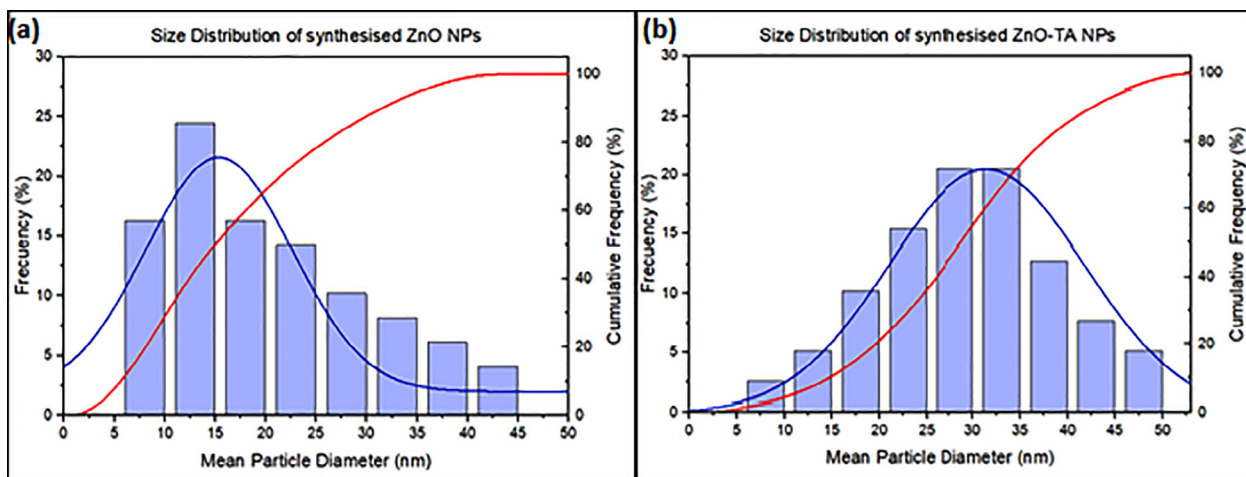 (a)
Size Distribution of synthesised ZnO NPs
30
25
20
15
10
5
0
Frecuency (%)
100
80
60
40
20
0
Cumulative Frequency (%)
0 5 10 15 20 25 30 35 40 45 50
Mean Particle Diameter (nm)
(b)
Size Distribution of synthesised ZnO-TA NPs
30
25
20
15
10
5
0
Frecuency (%)
100
80
60
40
20
0
Cumulative Frequency (%)
0 5 10 15 20 25 30 35 40 45 50
Mean Particle Diameter (nm)